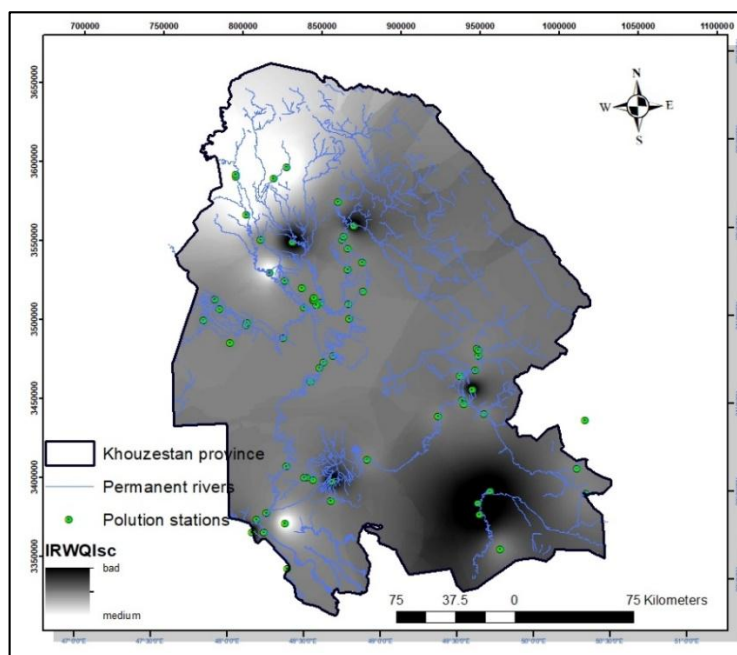 700000 750000 800000 850000 900000 950000 1000000 1050000 1100000
3650000
3600000
3550000
3500000
3450000
3400000
3350000
N
W E
S
Khouzestan province
Permanent rivers
Polution stations
IRWQIsc
bad
medium
75 37.5 0 75 Kilometers